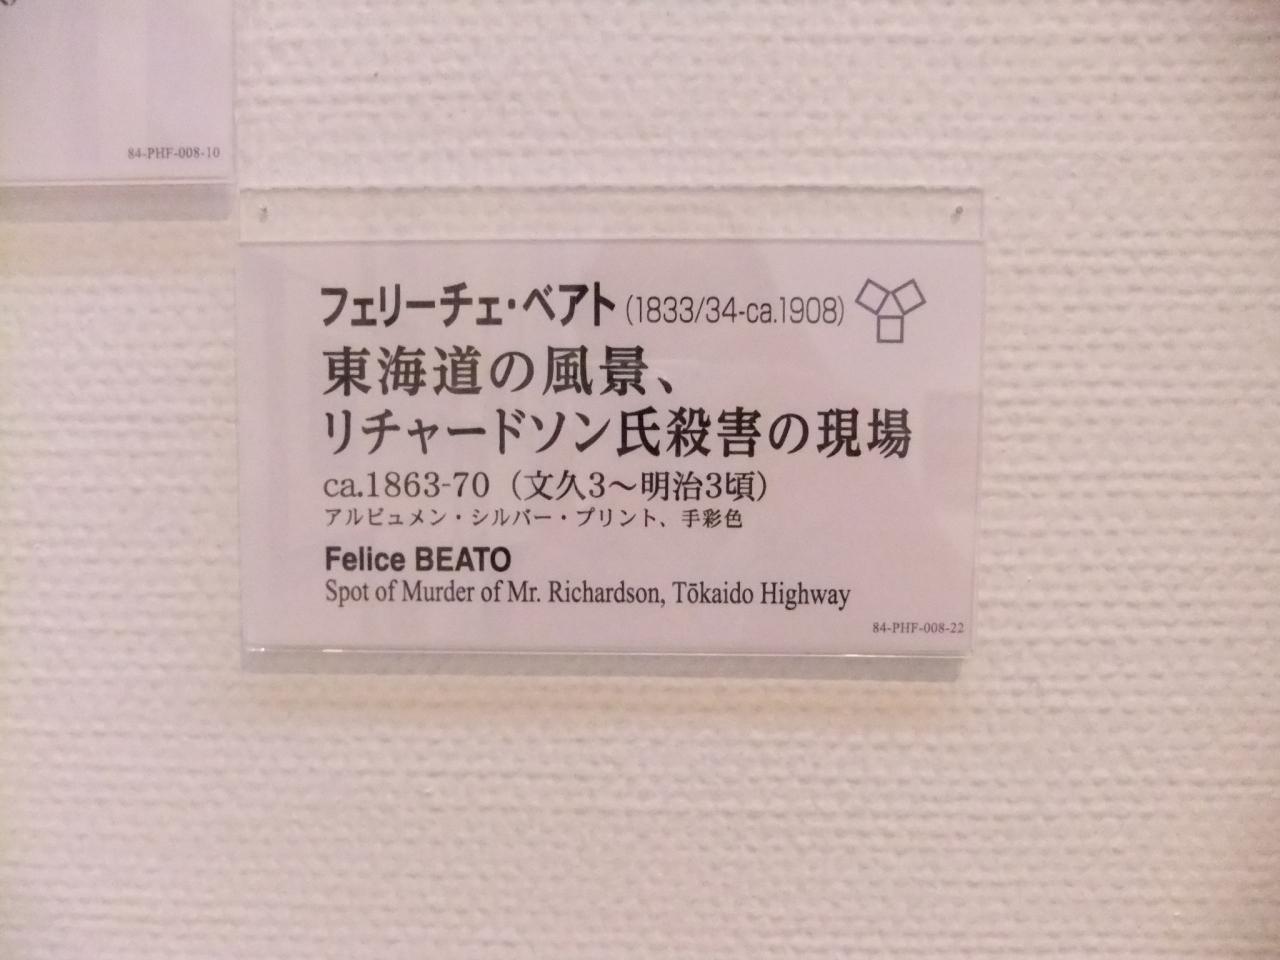 84-PHF-008-10
フェリーチェ・ベアト (1833/34-ca.1908)
東海道の風景、
リチャードソン氏殺害の現場
ca.1863-70（文久3～明治3頃）
アルビュメン・シルバー・プリント、手彩色
Felice BEATO
Spot of Murder of Mr. Richardson, Tōkaido Highway
84-PHF-008-22